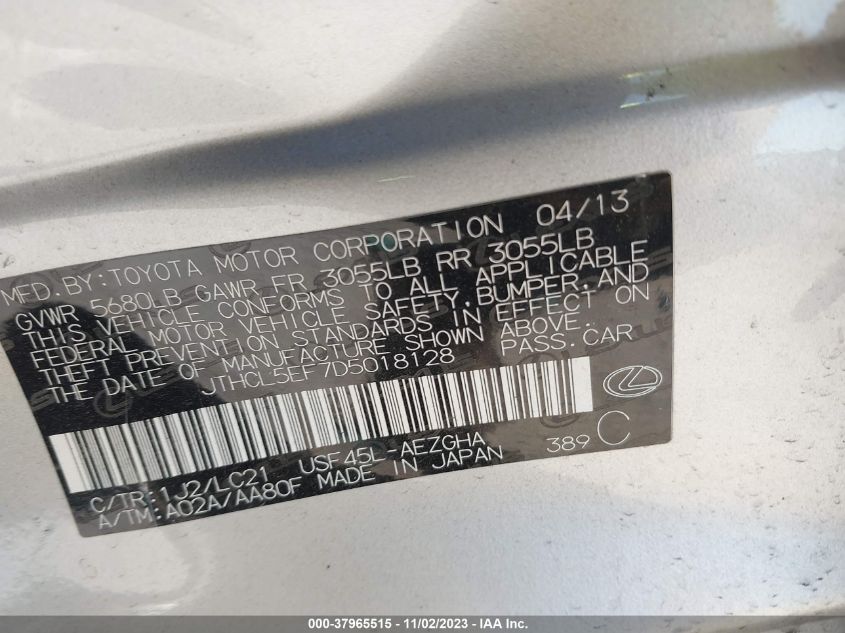 MFD.BY:TOYOTA MOTOR CORPORATION 04/13
GVWR 5680LB GAWR FR 3055LB RR 3055LB
THIS VEHICLE CONFORMS TO ALL APPLICABLE
FEDERAL MOTOR VEHICLE SAFETY,BUMPER,AND
THEFT PREVENTION STANDARDS IN EFFECT ON
THE DATE OF MANUFACTURE SHOWN ABOVE.
JTHCL5EF7D5018128 PASS.CAR
C/TR:1J2/LC21 USF45L-AEZGHA 389 C
A/TM:A02A/AA80F MADE IN JAPAN
000-37965515 - 11/02/2023 - IAA Inc.